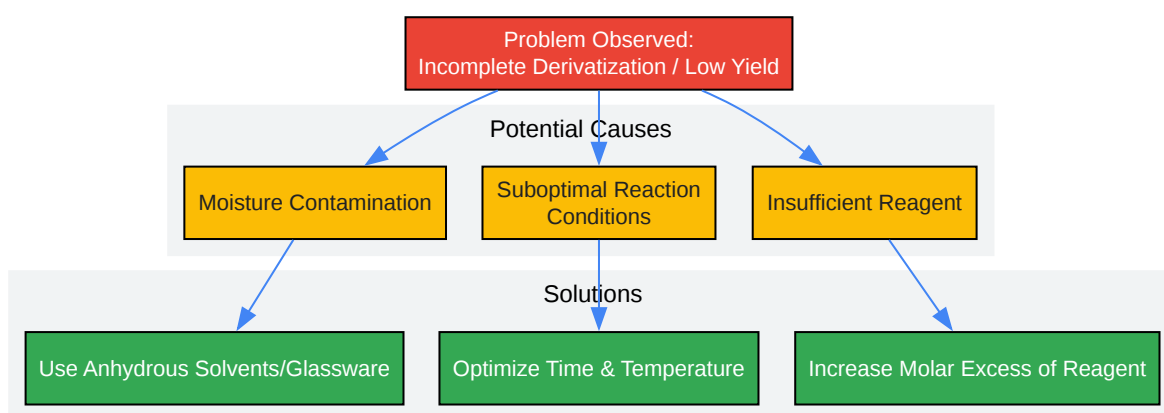 Problem Observed:
Incomplete Derivatization / Low Yield
Potential Causes
Moisture Contamination
Suboptimal Reaction
Conditions
Insufficient Reagent
Solutions
Use Anhydrous Solvents/Glassware
Optimize Time & Temperature
Increase Molar Excess of Reagent